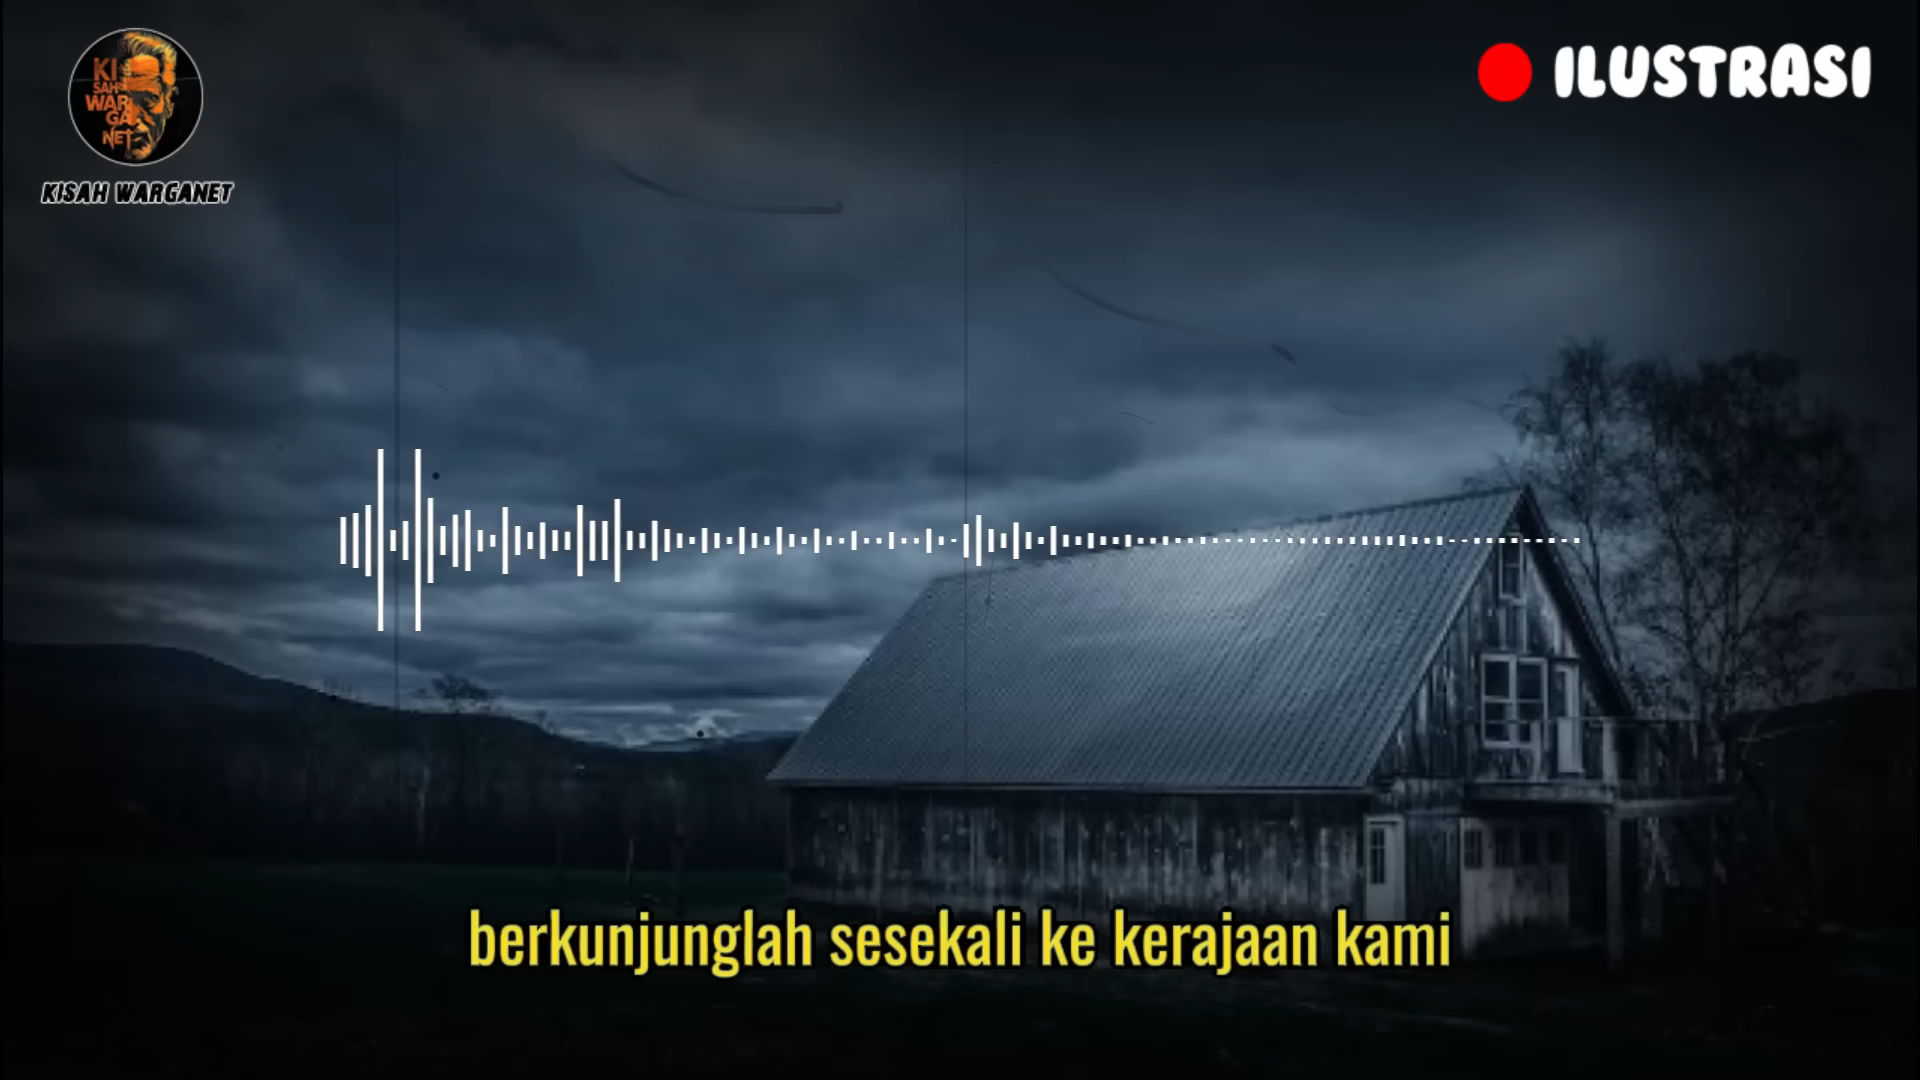 KI
SAH
WAR
GA
NET
KISAH WARGANET
ILUSTRASI
berkunjunglah sesekali ke kerajaan kami